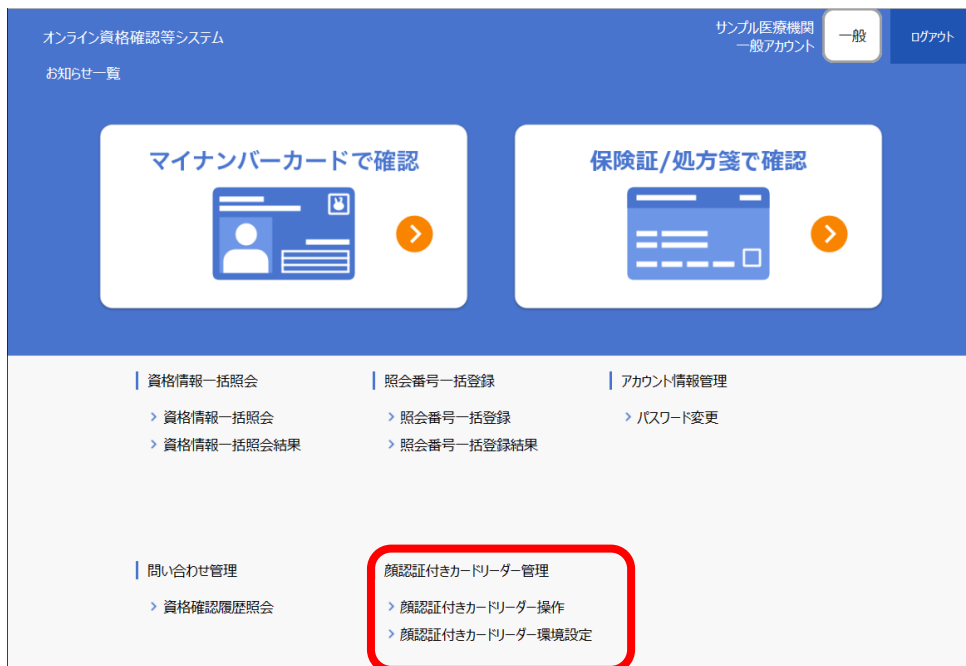 オンライン資格確認等システム
サンプル医療機関
一般アカウント
一般
ログアウト
お知らせ一覧
マイナンバーカードで確認
保険証/処方箋で確認
資格情報一括照会
資格情報一括照会
資格情報一括照会結果
照会番号一括登録
照会番号一括登録
照会番号一括登録結果
アカウント情報管理
パスワード変更
問い合わせ管理
資格確認履歴照会
顔認証付きカードリーダー管理
顔認証付きカードリーダー操作
顔認証付きカードリーダー環境設定